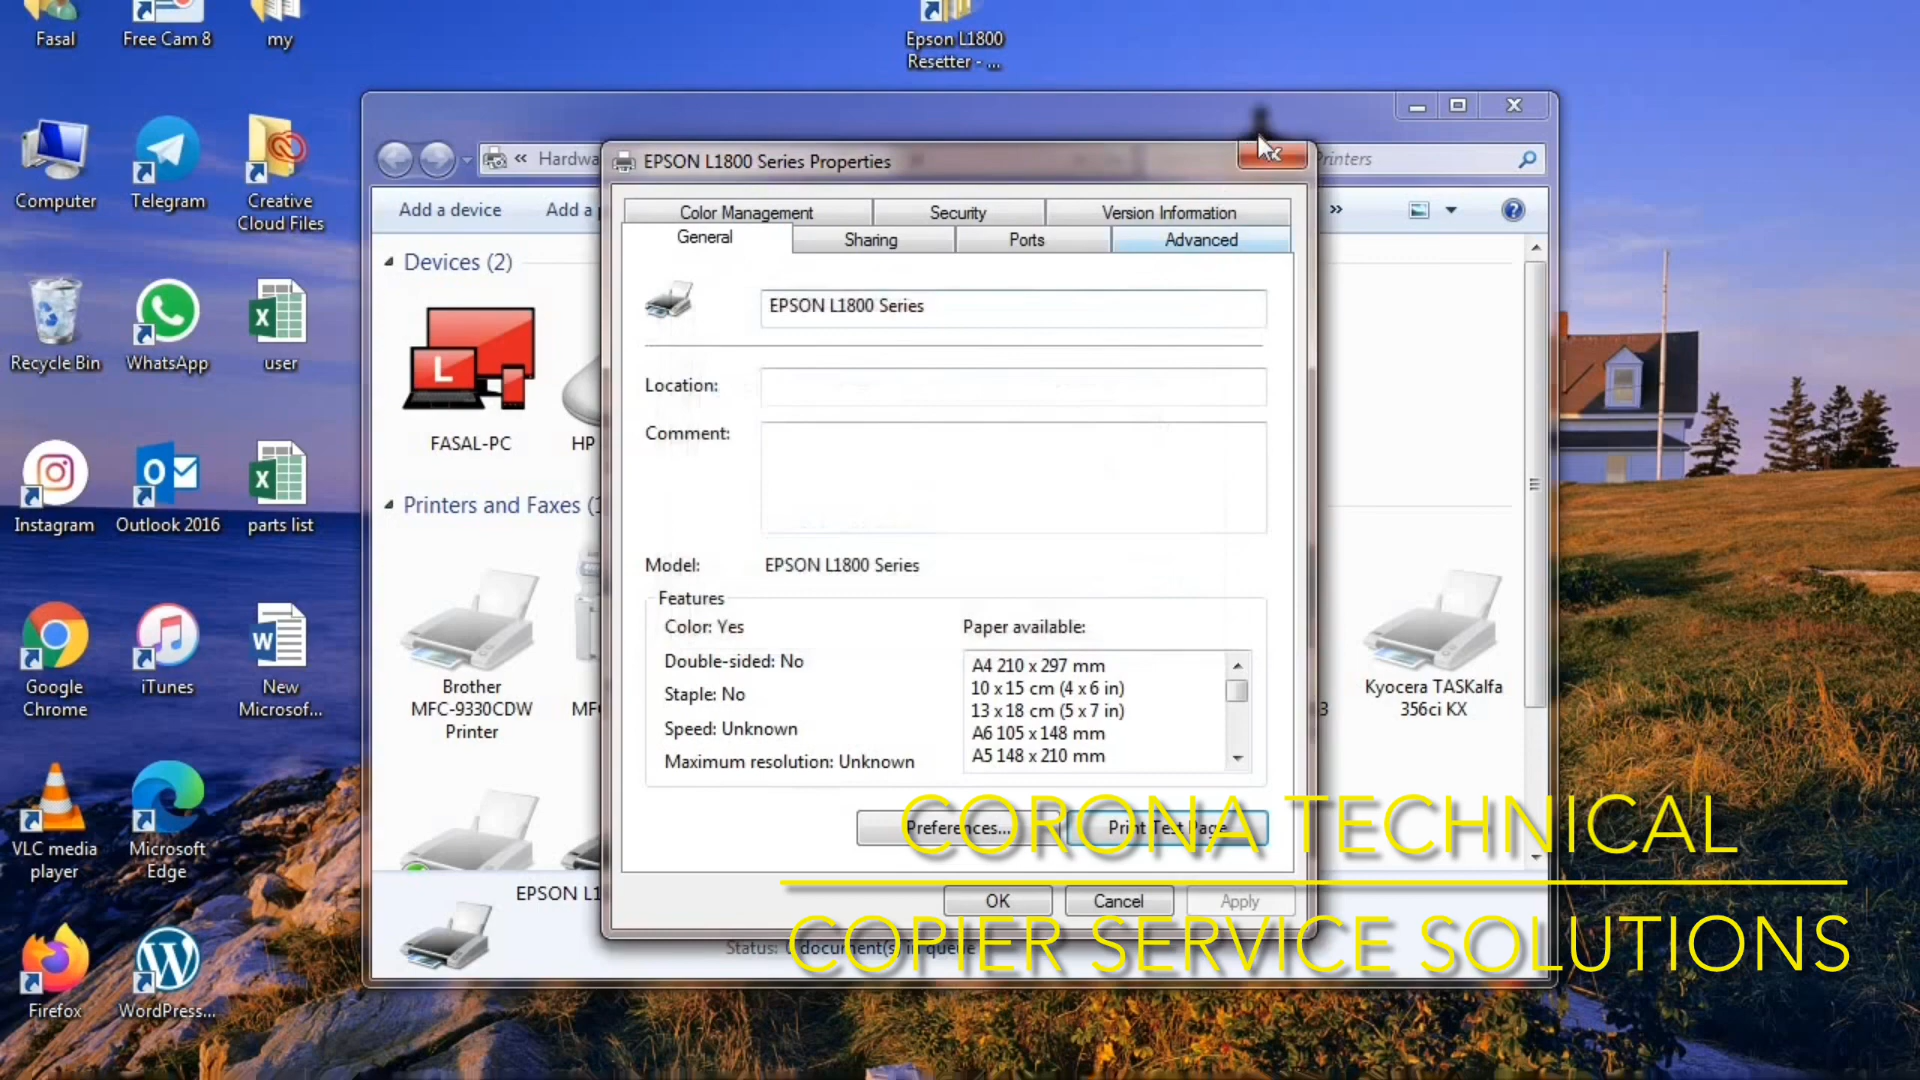 Fasal
Free Cam 8
my
Epson L1800
Resetter - ...
Computer
Telegram
Creative
Cloud Files
Recycle Bin
WhatsApp
user
Instagram
Outlook 2016
parts list
Google
Chrome
iTunes
New
Microsof...
VLC media
player
Microsoft
Edge
Firefox
WordPress...
« Hardwa
Printers
Add a device
Add a
»
Devices (2)
L
FASAL-PC
HP
Printers and Faxes
Brother
MFC-9330CDW
Printer
Kyocera TASKalfa
356ci KX
EPSON L1800 Series Properties
Color Management
Security
Version Information
General
Sharing
Ports
Advanced
EPSON L1800 Series
Location:
Comment:
Model:
EPSON L1800 Series
Features
Color: Yes
Double-sided: No
Staple: No
Speed: Unknown
Maximum resolution: Unknown
Paper available:
A4 210 x 297 mm
10 x 15 cm (4 x 6 in)
13 x 18 cm (5 x 7 in)
A6 105 x 148 mm
A5 148 x 210 mm
Preferences...
Print Test Page
OK
Cancel
Apply
EPSON L1
Status: 0 document(s) in queue
CORONA TECHNICAL
COPIER SERVICE SOLUTIONS